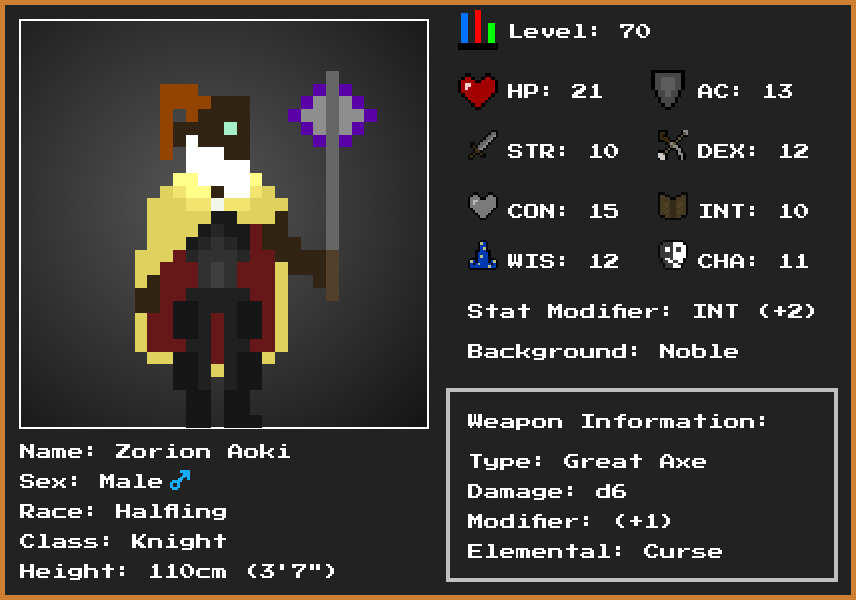 Level: 70
HP: 21 AC: 13
STR: 10 DEX: 12
CON: 15 INT: 10
WIS: 12 CHA: 11
Stat Modifier: INT (+2)
Background: Noble
Weapon Information:
Type: Great Axe
Damage: d6
Modifier: (+1)
Elemental: Curse
Name: Zorion Aoki
Sex: Male ♂
Race: Halfling
Class: Knight
Height: 110cm (3'7")